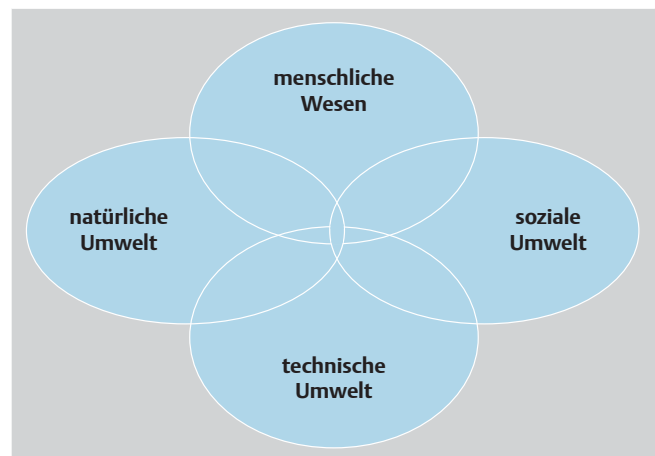 menschliche
Wesen
natürliche
Umwelt
soziale
Umwelt
technische
Umwelt